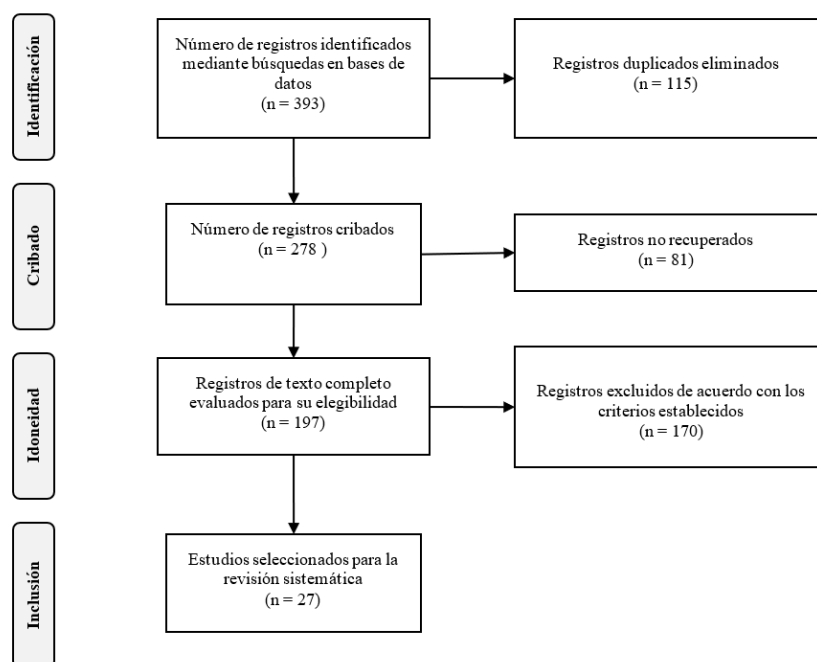 Identificación
Número de registros identificados
mediante búsquedas en bases de
datos
(n = 393)
Registros duplicados eliminados
(n = 115)
Cribado
Número de registros cribados
(n = 278 )
Registros no recuperados
(n = 81)
Idoneidad
Registros de texto completo
evaluados para su elegibilidad
(n = 197)
Registros excluidos de acuerdo con los
criterios establecidos
(n = 170)
Inclusión
Estudios seleccionados para la
revisión sistemática
(n = 27)